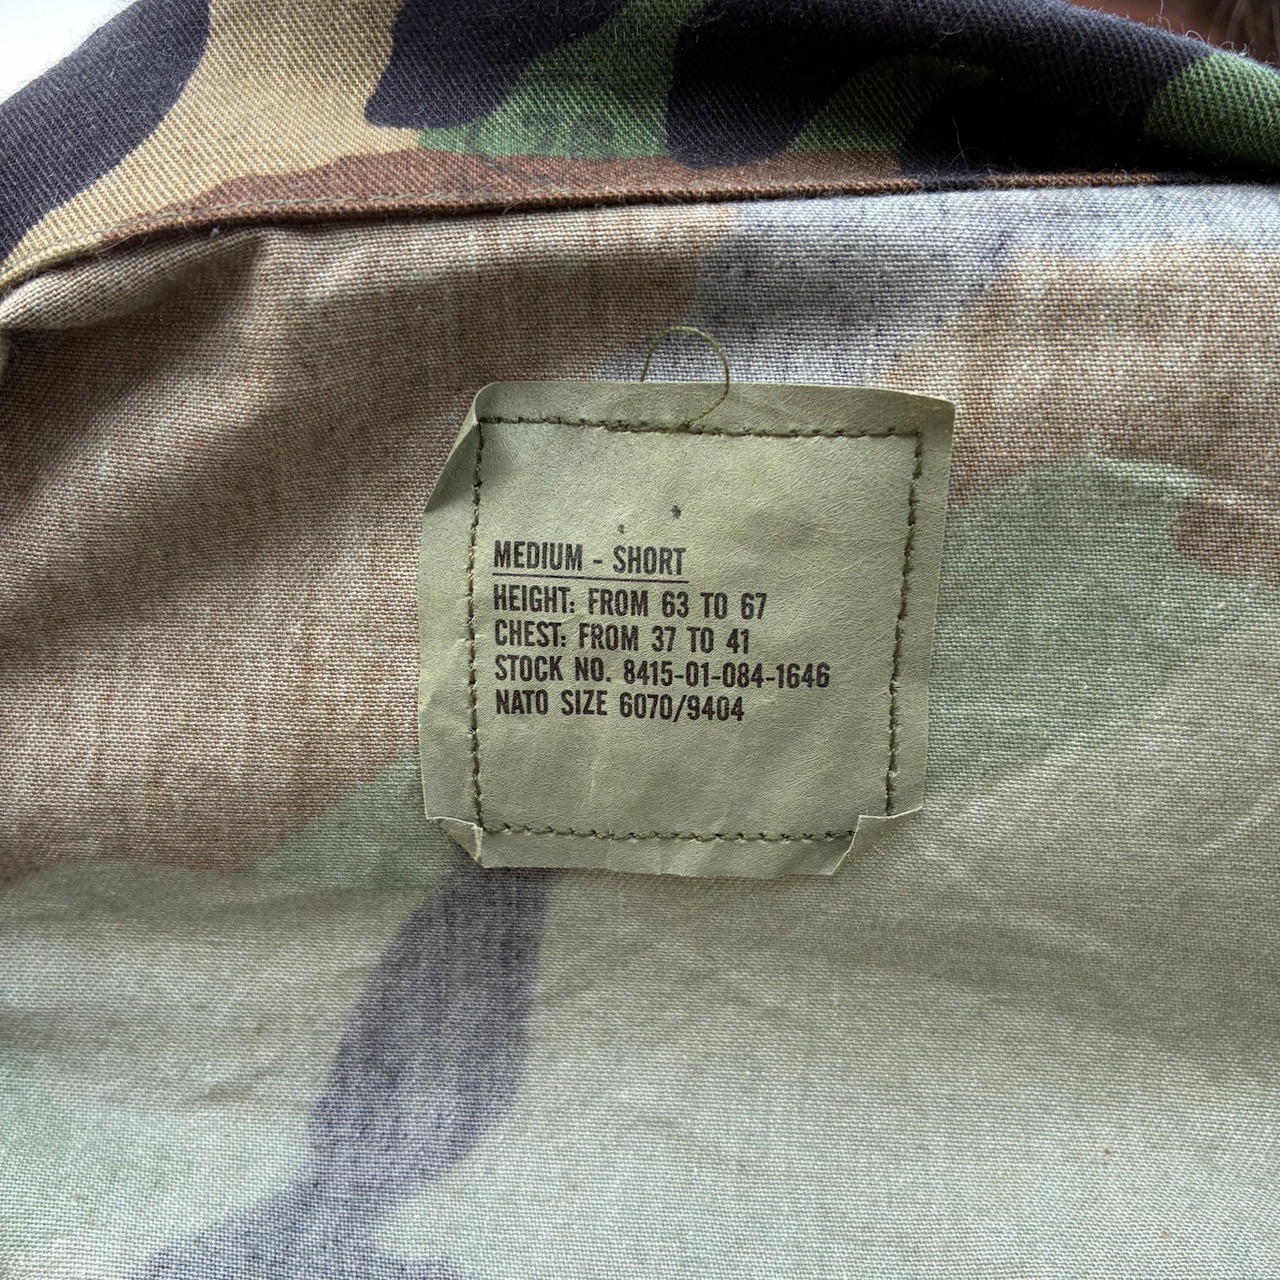 MEDIUM - SHORT
HEIGHT: FROM 63 TO 67
CHEST: FROM 37 TO 41
STOCK NO. 8415-01-084-1646
NATO SIZE 6070/9404